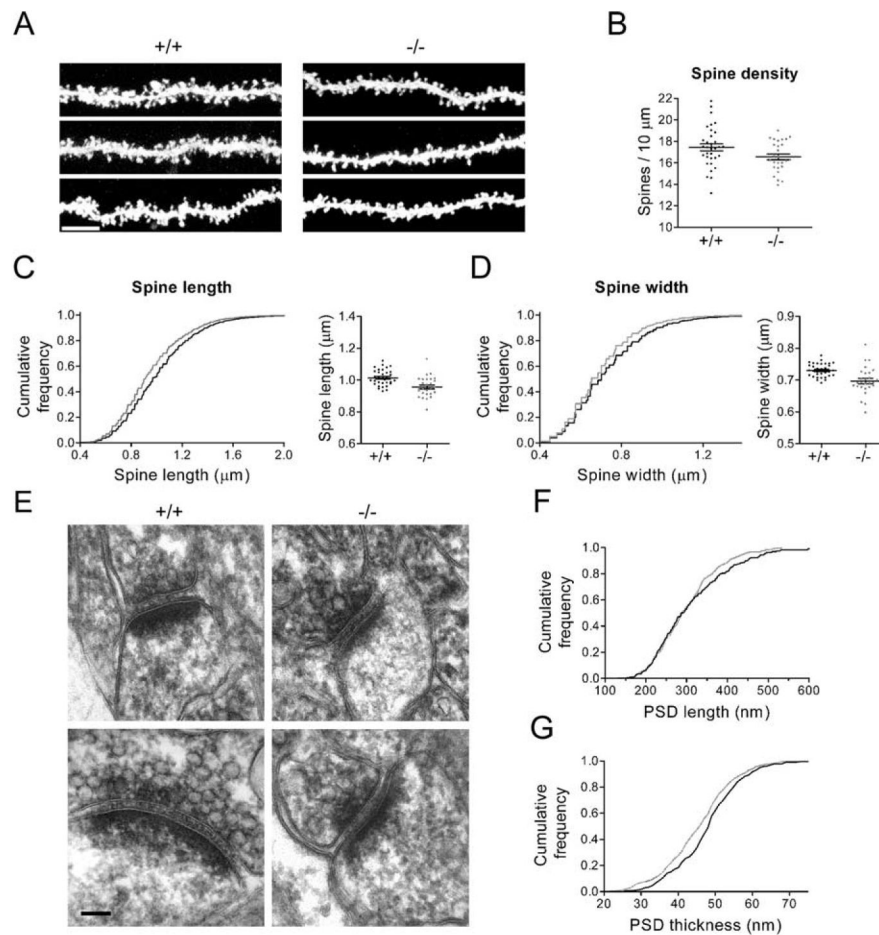 A
+/+
-/-
B
Spine density
Spines / 10 μm
22
20
18
16
14
12
10
+/+
-/-
C
Spine length
Cumulative
frequency
1.0
0.8
0.6
0.4
0.2
0.0
0.4
0.8
1.2
1.6
2.0
Spine length (μm)
Spine length (μm)
1.4
1.2
1.0
0.8
0.6
+/+
-/-
D
Spine width
Cumulative
frequency
1.0
0.8
0.6
0.4
0.2
0.0
0.4
0.8
1.2
Spine width (μm)
Spine width (μm)
0.9
0.8
0.7
0.6
0.5
+/+
-/-
E
+/+
-/-
F
Cumulative
frequency
1.0
0.8
0.6
0.4
0.2
0.0
100
200
300
400
500
600
PSD length (nm)
G
Cumulative
frequency
1.0
0.8
0.6
0.4
0.2
0.0
20
30
40
50
60
70
PSD thickness (nm)